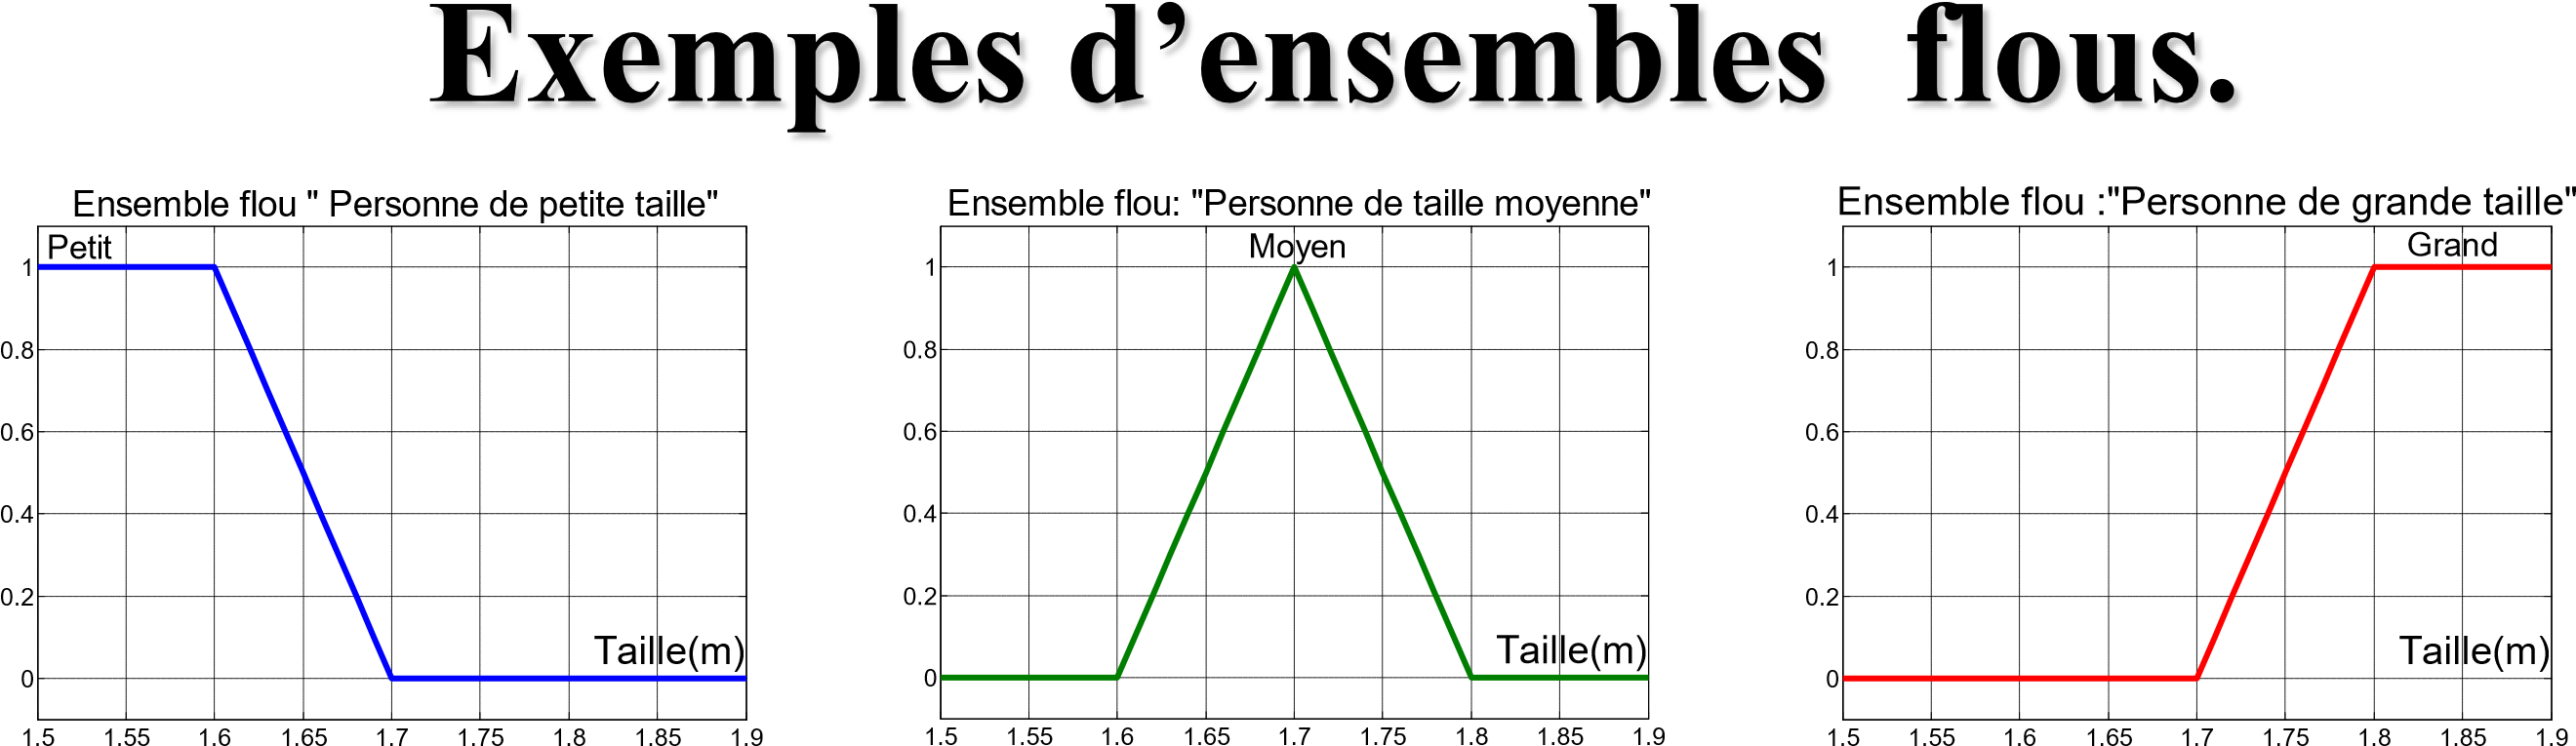 Exemples d’ensembles  flous.
Ensemble flou " Personne de petite taille"
Petit
1
0.8
0.6
0.4
0.2
0
Taille(m)
1.5 1.55 1.6 1.65 1.7 1.75 1.8 1.85 1.9
Ensemble flou: "Personne de taille moyenne"
Moyen
1
0.8
0.6
0.4
0.2
0
Taille(m)
1.5 1.55 1.6 1.65 1.7 1.75 1.8 1.85 1.9
Ensemble flou :"Personne de grande taille"
Grand
1
0.8
0.6
0.4
0.2
0
Taille(m)
1.5 1.55 1.6 1.65 1.7 1.75 1.8 1.85 1.9